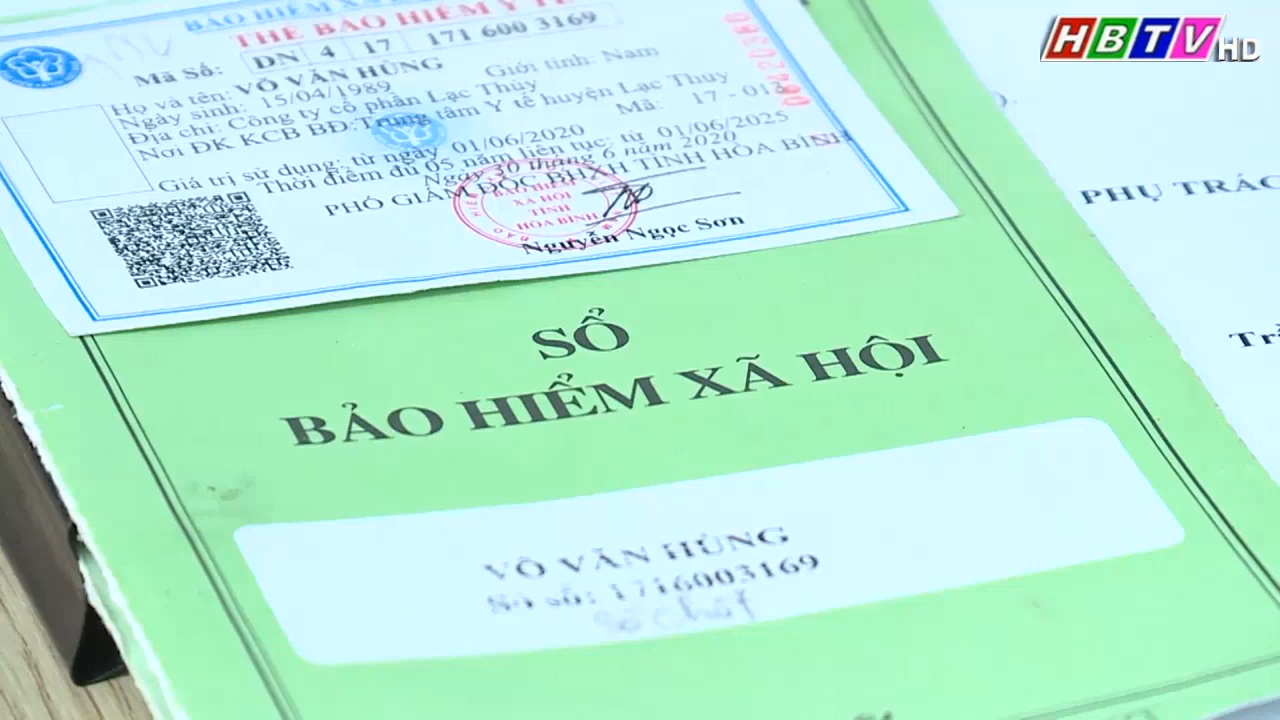 HBTV HD
BẢO HIỂM XÃ HỘI
THẺ BẢO HIỂM Y TẾ
Mã Số: DN 4 17 171 600 3169
Họ và tên: VÕ VĂN HÙNG
Ngày sinh: 15/04/1989 Giới tính: Nam
Địa chỉ: Công ty cổ phần Lạc Thủy
Nơi ĐK KCB BĐ: Trung tâm Y tế huyện Lạc Thủy Mã: 17 - 013
Giá trị sử dụng: từ ngày 01/06/2020
Thời điểm đủ 05 năm liên tục: từ 01/06/2025
Ngày 30 tháng 6 năm 2020
PHÓ GIÁM ĐỐC BHXH TỈNH HÒA BÌNH
XÃ HỘI
TỈNH
HÒA BÌNH
Nguyễn Ngọc Sơn
PHỤ TRÁC
SỔ
BẢO HIỂM XÃ HỘI
VÕ VĂN HÙNG
Sổ số: 1716003169